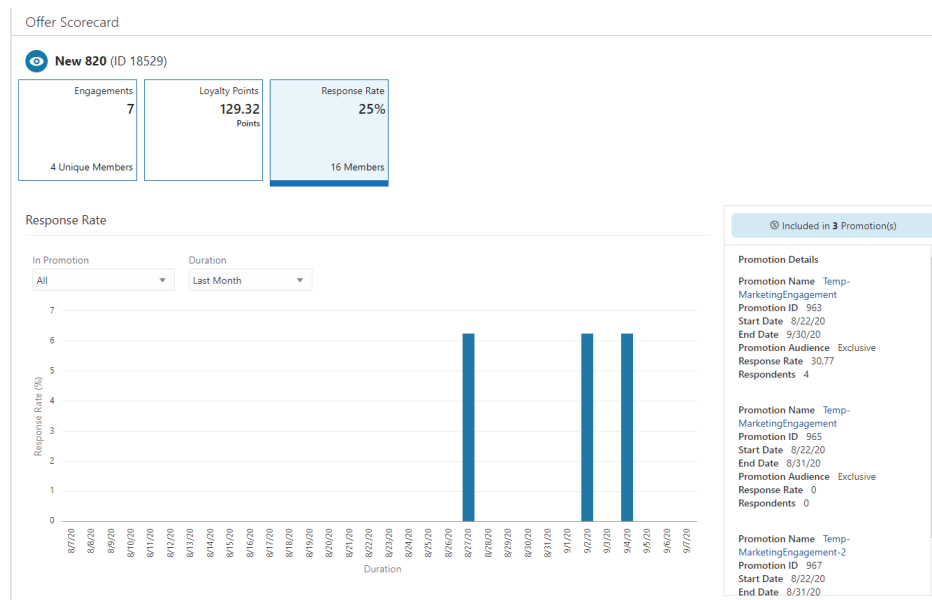 Offer Scorecard
New 820 (ID 18529)
Engagements
7
4 Unique Members
Loyalty Points
129.32
Points
Response Rate
25%
16 Members
Response Rate
In Promotion
All
Duration
Last Month
7
6
5
4
3
2
1
0
Response Rate (%)
8/7/20
8/8/20
8/9/20
8/10/20
8/11/20
8/12/20
8/13/20
8/14/20
8/15/20
8/16/20
8/17/20
8/18/20
8/19/20
8/20/20
8/21/20
8/22/20
8/23/20
8/24/20
8/25/20
8/26/20
8/27/20
8/28/20
8/29/20
8/30/20
8/31/20
9/1/20
9/2/20
9/3/20
9/4/20
9/5/20
9/6/20
9/7/20
Duration
Included in 3 Promotion(s)
Promotion Details
Promotion Name Temp-
MarketingEngagement
Promotion ID 963
Start Date 8/22/20
End Date 9/30/20
Promotion Audience Exclusive
Response Rate 30.77
Respondents 4
Promotion Name Temp-
MarketingEngagement
Promotion ID 965
Start Date 8/22/20
End Date 8/31/20
Promotion Audience Exclusive
Response Rate 0
Respondents 0
Promotion Name Temp-
MarketingEngagement-2
Promotion ID 967
Start Date 8/22/20
End Date 8/31/20